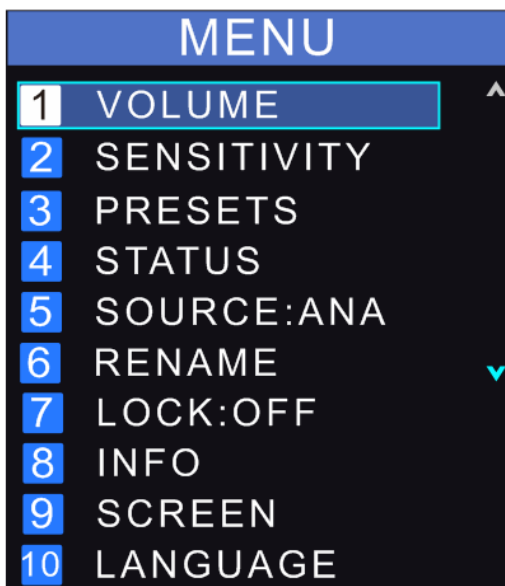 MENU
1 VOLUME
2 SENSITIVITY
3 PRESETS
4 STATUS
5 SOURCE:ANA
6 RENAME
7 LOCK:OFF
8 INFO
9 SCREEN
10 LANGUAGE